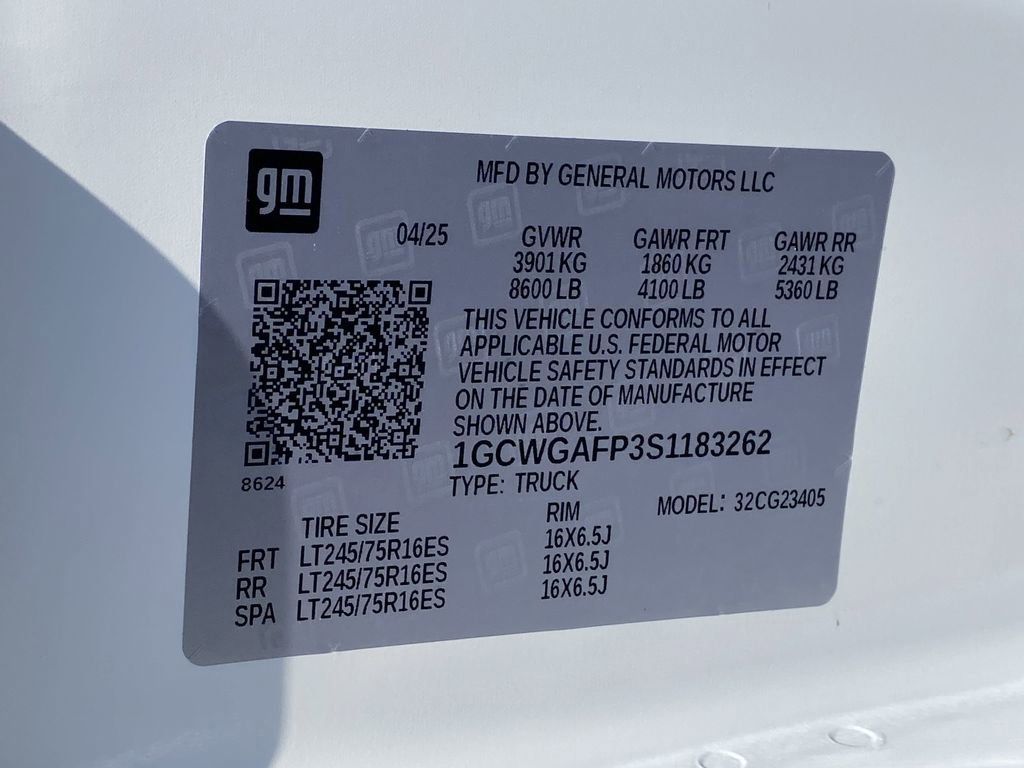 gm
MFD BY GENERAL MOTORS LLC
04/25 GVWR GAWR FRT GAWR RR
3901 KG 1860 KG 2431 KG
8600 LB 4100 LB 5360 LB
THIS VEHICLE CONFORMS TO ALL
APPLICABLE U.S. FEDERAL MOTOR
VEHICLE SAFETY STANDARDS IN EFFECT
ON THE DATE OF MANUFACTURE
SHOWN ABOVE.
1GCWGAFP3S1183262
8624
TYPE: TRUCK
MODEL: 32CG23405
TIRE SIZE RIM
FRT LT245/75R16ES 16X6.5J
RR LT245/75R16ES 16X6.5J
SPA LT245/75R16ES 16X6.5J